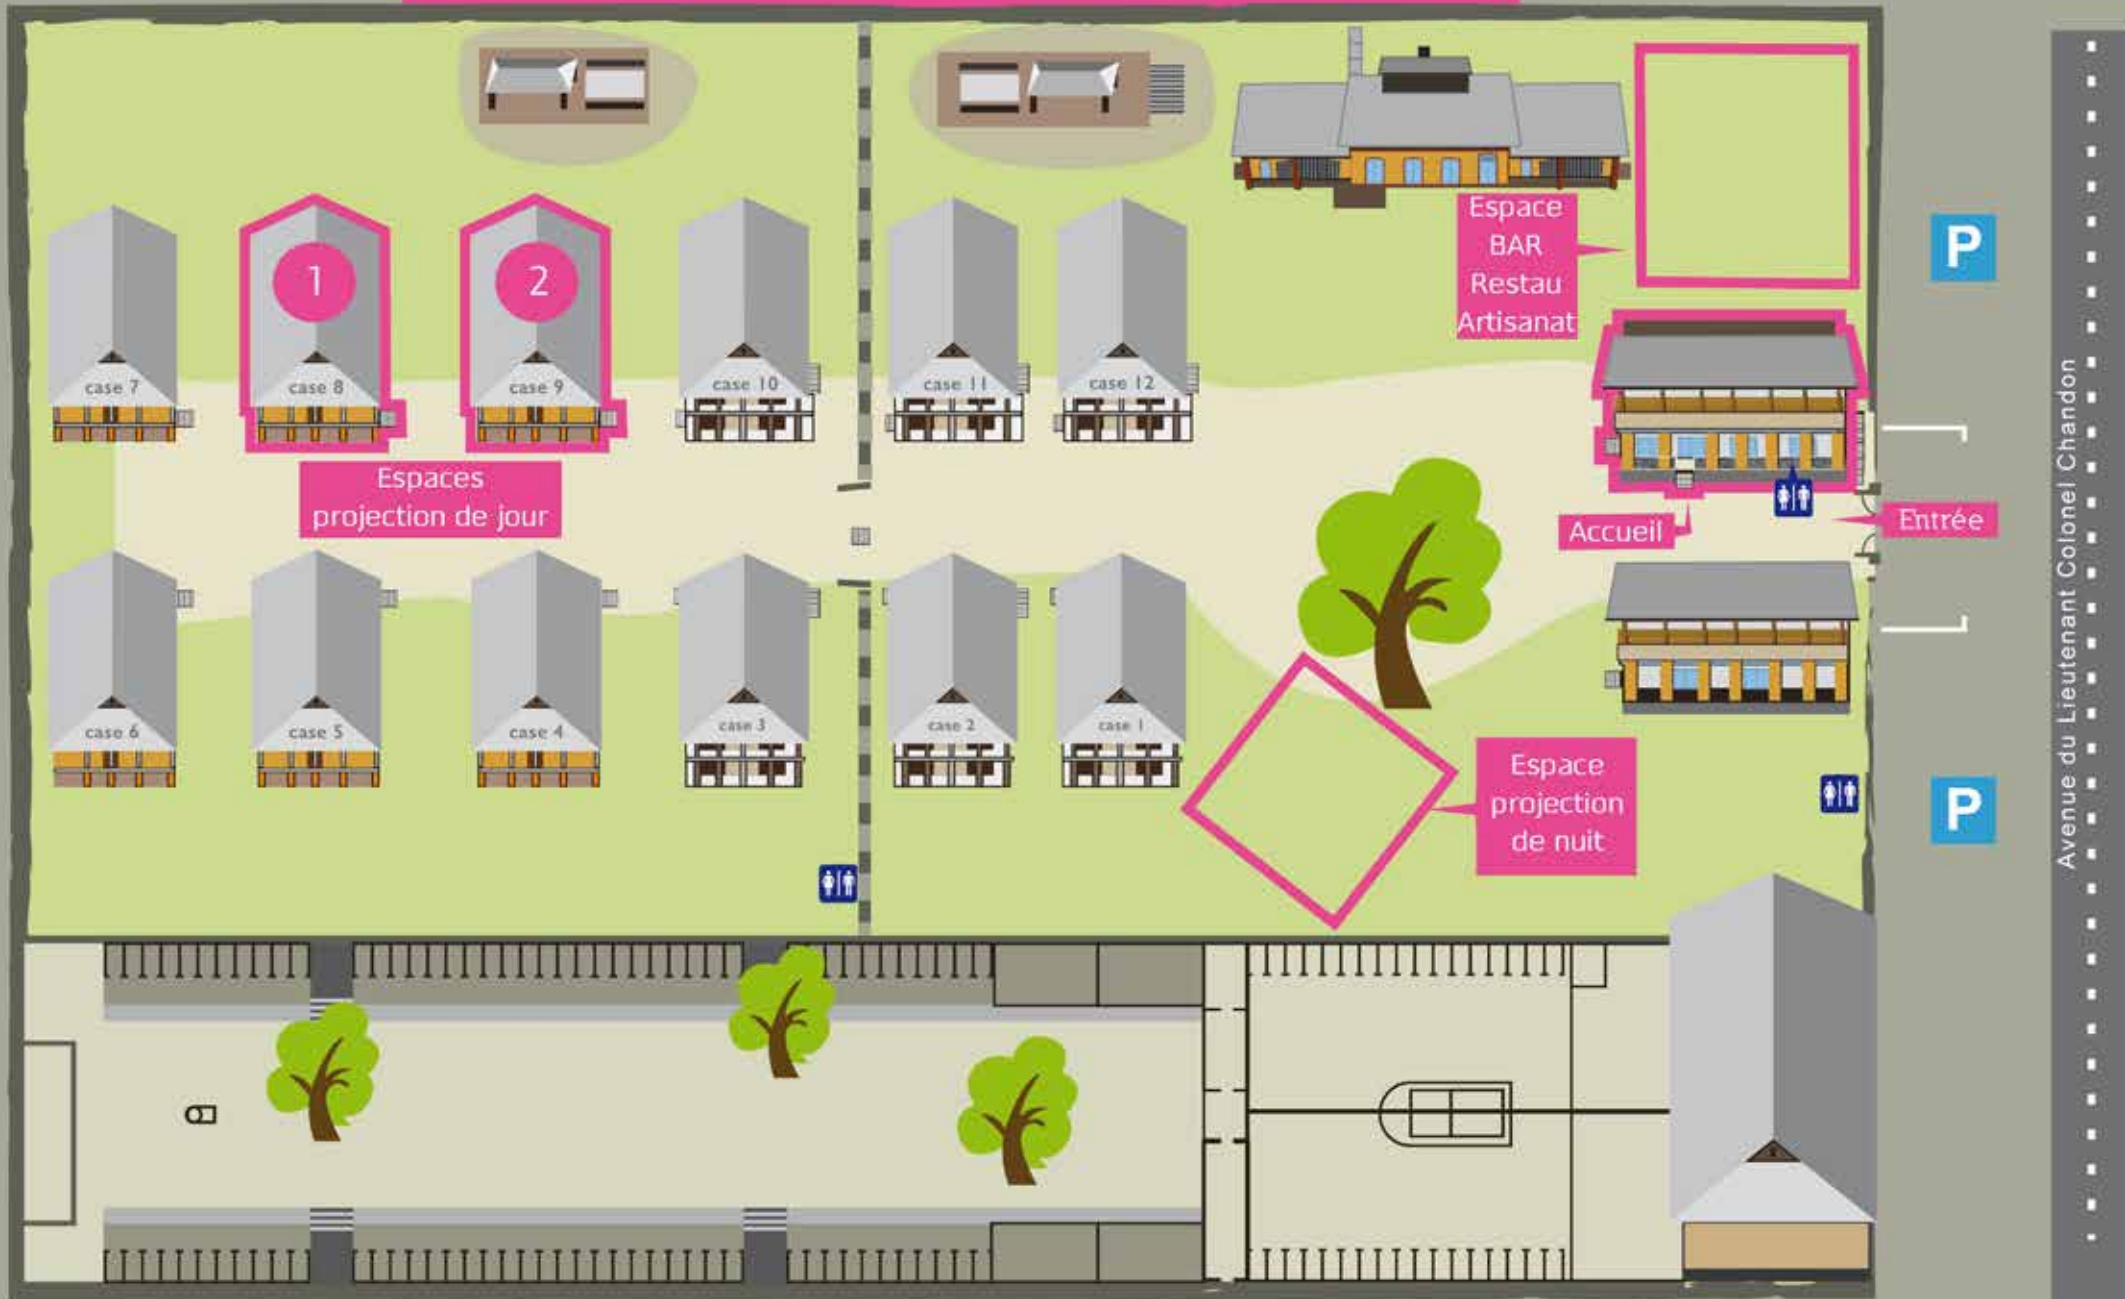 1
2
Espace
BAR
Restau
Artisanat
P
case 7
case 8
case 9
case 10
case 11
case 12
Espaces
projection de jour
Accueil
Entrée
case 6
case 5
case 4
case 3
case 2
case 1
Espace
projection
de nuit
P
Avenue du Lieutenant Colonel Chandon